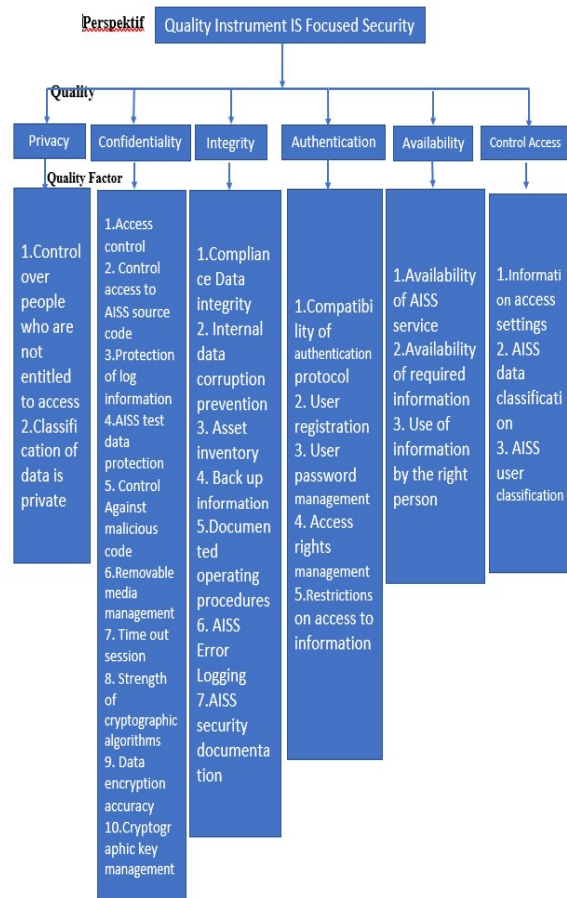 Perspektif
Quality Instrument IS Focused Security
Quality
Privacy
Confidentiality
Integrity
Authentication
Availability
Control Access
Quality Factor
1.Control
over
people
who are
not
entitled
to access
2.Classifi
cation of
data is
private
1.Access
control
2. Control
access to
AISS source
code
3.Protection
of log
information
4.AISS test
data
protection
5. Control
Against
malicious
code
6.Removable
media
management
7. Time out
session
8. Strength
of
cryptographic
algorithms
9. Data
encryption
accuracy
10.Cryptogr
aphic key
management
1.Complian
ce Data
integrity
2. Internal
data
corruption
prevention
3. Asset
inventory
4. Back up
information
5.Documen
ted
operating
procedures
6. AISS
Error
Logging
7.AISS
security
documenta
tion
1.Compatibi
lity of
authentication
protocol
2. User
registration
3. User
password
management
4. Access
rights
management
5.Restrictions
on access to
information
1.Availability
of AISS
service
2.Availability
of required
information
3. Use of
information
by the right
person
1.Informati
on access
settings
2. AISS
data
classificati
on
3. AISS
user
classification